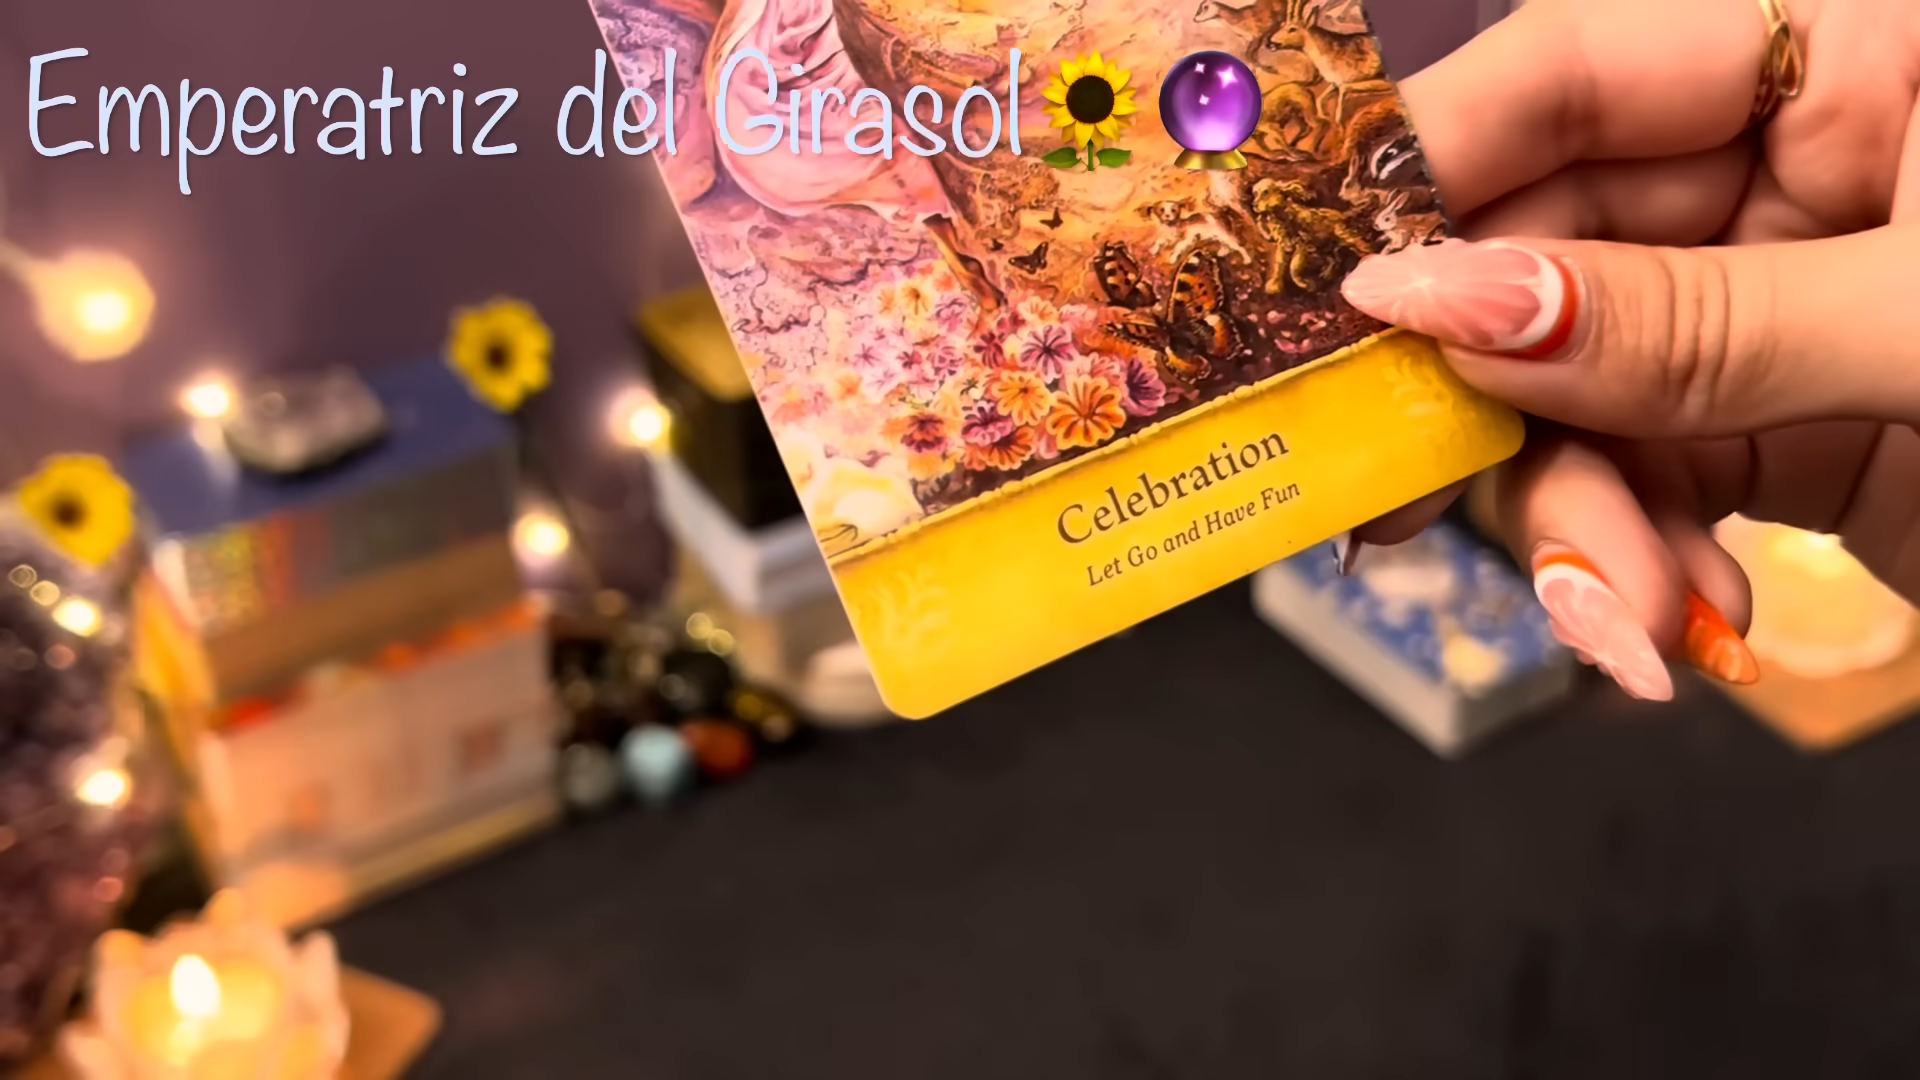 Emperatriz del Girasol🌻🔮
Celebration
Let Go and Have Fun